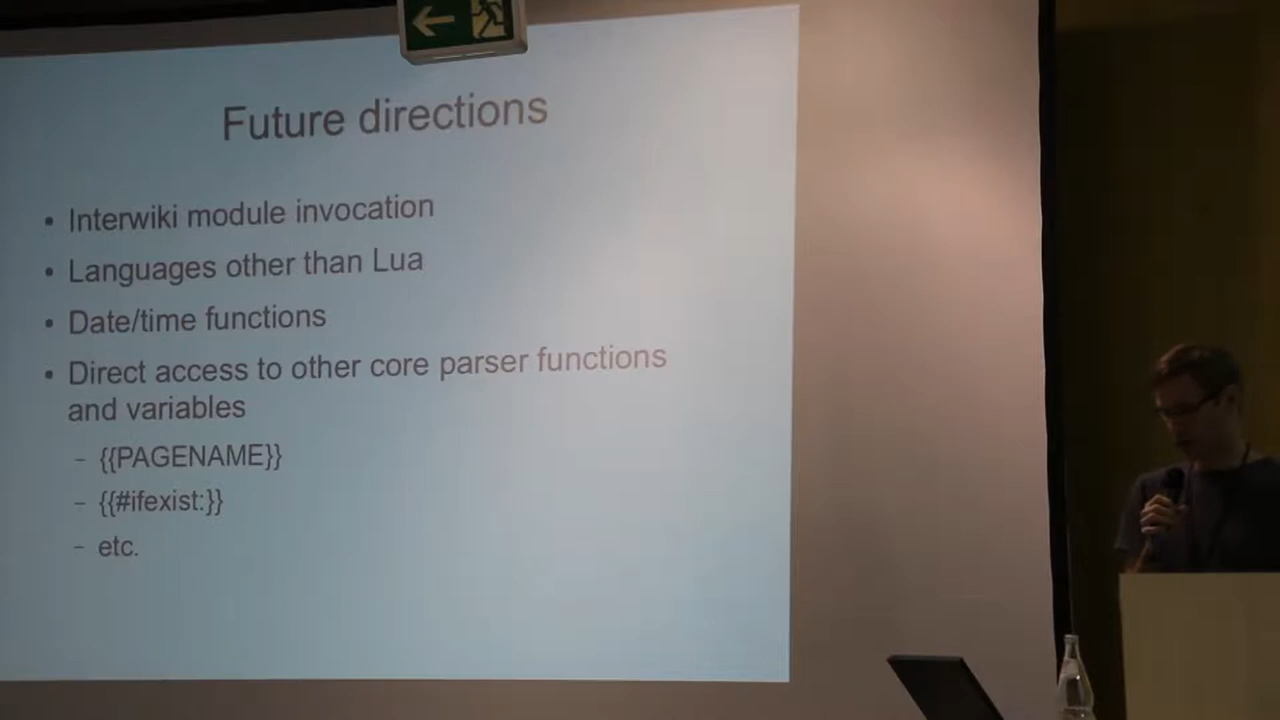 Future directions
• Interwiki module invocation
• Languages other than Lua
• Date/time functions
• Direct access to other core parser functions
and variables
– {{PAGENAME}}
– {{#ifexist:}}
– etc.